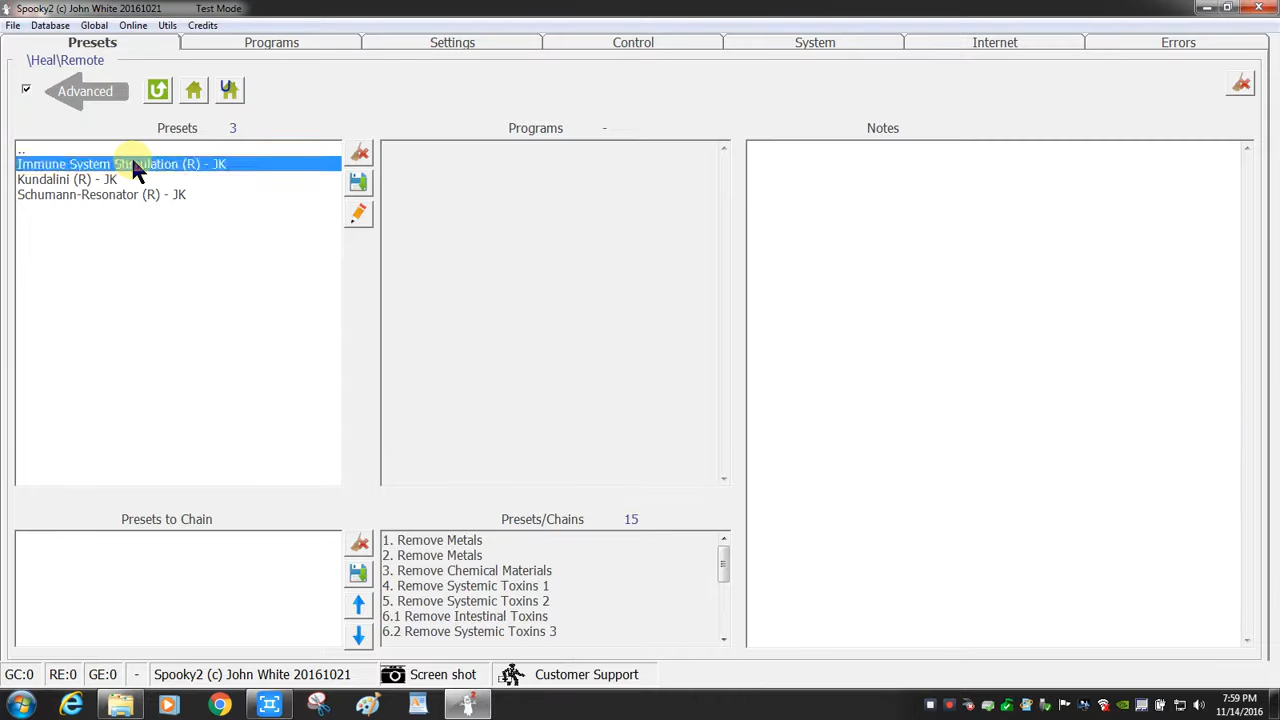 Spooky2 (c) John White 20161021 Test Mode
File Database Global Online Utils Credits
Presets Programs Settings Control System Internet Errors
\Heal\Remote
Advanced
Presets 3 Programs - Notes
..
Immune System Stimulation (R) - JK
Kundalini (R) - JK
Schumann-Resonator (R) - JK
Presets to Chain Presets/Chains 15
1. Remove Metals
2. Remove Metals
3. Remove Chemical Materials
4. Remove Systemic Toxins 1
5. Remove Systemic Toxins 2
6.1 Remove Intestinal Toxins
6.2 Remove Systemic Toxins 3
GC:0 RE:0 GE:0 - Spooky2 (c) John White 20161021 Screen shot Customer Support
7:59 PM
11/14/2016